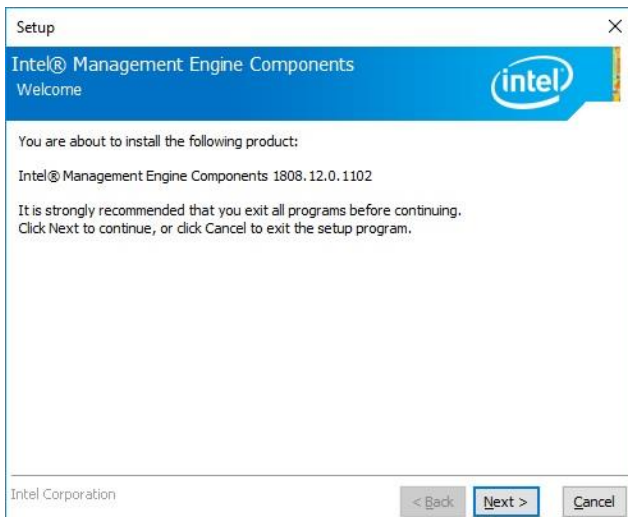 Setup
Intel® Management Engine Components
Welcome
intel
You are about to install the following product:
Intel® Management Engine Components 1808.12.0.1102
It is strongly recommended that you exit all programs before continuing.
Click Next to continue, or click Cancel to exit the setup program.
Intel Corporation
< Back
Next >
Cancel